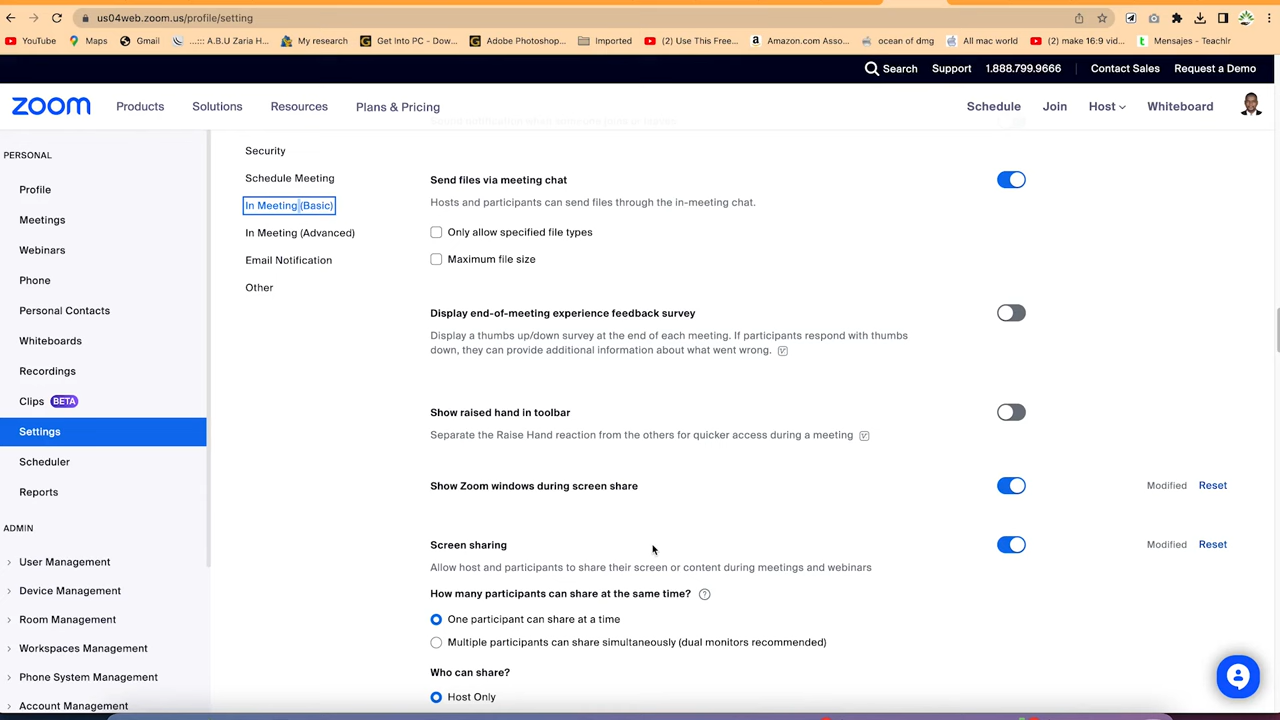 us04web.zoom.us/profile/setting
YouTube
Maps
Gmail
...::: A.B.U Zaria H...
My research
Get Into PC - Dow...
Adobe Photoshop...
Imported
(2) Use This Free...
Amazon.com Asso...
ocean of dmg
All mac world
(2) make 16:9 vid...
Mensajes - TeachIr
Search
Support
1.888.799.9666
Contact Sales
Request a Demo
zoom
Products
Solutions
Resources
Plans & Pricing
Schedule
Join
Host
Whiteboard
PERSONAL
Profile
Meetings
Webinars
Phone
Personal Contacts
Whiteboards
Recordings
Clips BETA
Settings
Scheduler
Reports
ADMIN
User Management
Device Management
Room Management
Workspaces Management
Phone System Management
Account Management
Security
Schedule Meeting
In Meeting (Basic)
In Meeting (Advanced)
Email Notification
Other
Send files via meeting chat
Hosts and participants can send files through the in-meeting chat.
Only allow specified file types
Maximum file size
Display end-of-meeting experience feedback survey
Display a thumbs up/down survey at the end of each meeting. If participants respond with thumbs
down, they can provide additional information about what went wrong.
Show raised hand in toolbar
Separate the Raise Hand reaction from the others for quicker access during a meeting
Show Zoom windows during screen share
Modified Reset
Screen sharing
Modified Reset
Allow host and participants to share their screen or content during meetings and webinars
How many participants can share at the same time?
One participant can share at a time
Multiple participants can share simultaneously (dual monitors recommended)
Who can share?
Host Only